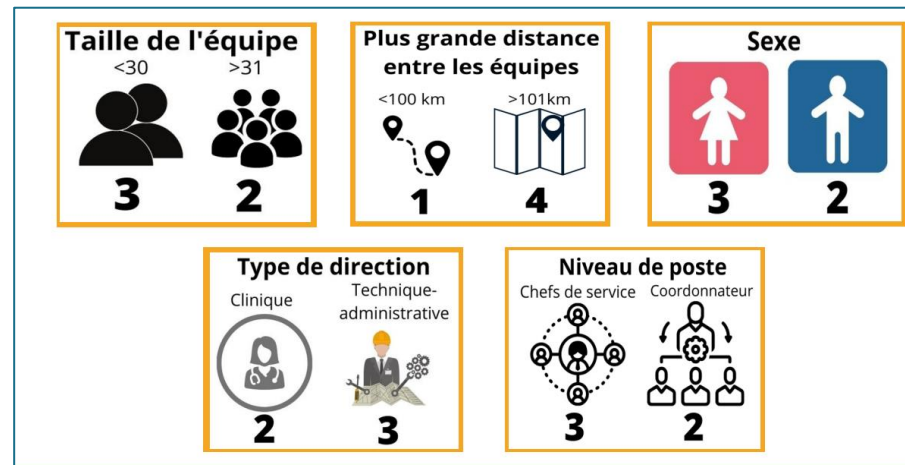 Taille de l'équipe
<30 >31
3 2
Plus grande distance
entre les équipes
<100 km >101km
1 4
Sexe
3 2
Type de direction
Clinique
Technique-
administrative
2 3
Niveau de poste
Chefs de service Coordonnateur
3 2